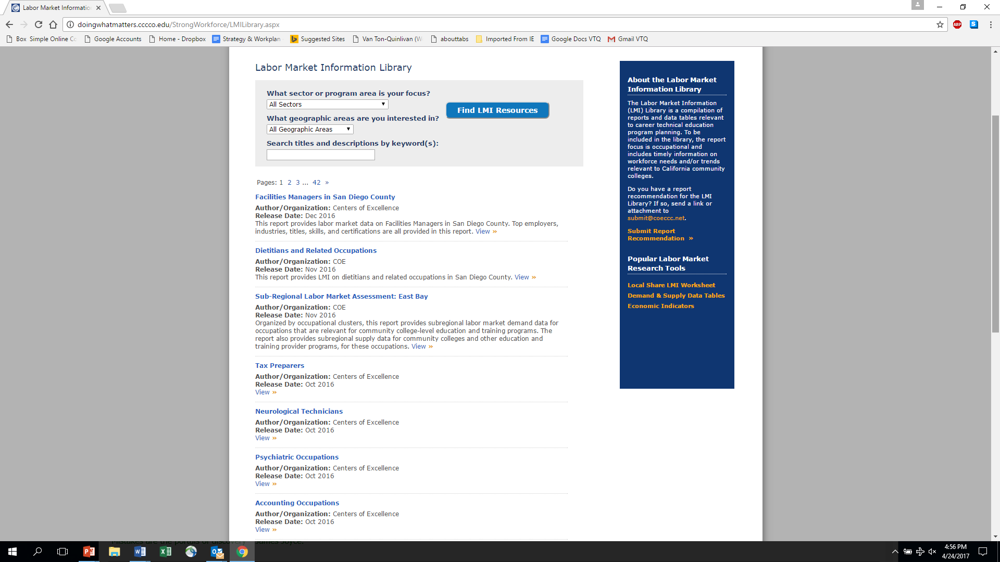 Labor Market Informatio
doingwhatmatters.cccco.edu/StrongWorkforce/LMILibrary.aspx
ABP
S
Box Simple Online Co
Google Accounts
Home - Dropbox
Strategy & Workplan
Suggested Sites
Van Ton-Quinlivan (W
abouttabs
Imported From IE
Google Docs VTQ
Gmail VTQ
Labor Market Information Library
What sector or program area is your focus?
All Sectors
What geographic areas are you interested in?
All Geographic Areas
Search titles and descriptions by keyword(s):
Find LMI Resources
Pages: 1 2 3 ... 42 »
Facilities Managers in San Diego County
Author/Organization: Centers of Excellence
Release Date: Dec 2016
This report provides labor market data on Facilities Managers in San Diego County. Top employers,
industries, titles, skills, and certifications are all provided in this report. View »
Dietitians and Related Occupations
Author/Organization: COE
Release Date: Nov 2016
This report provides LMI on dietitians and related occupations in San Diego County. View »
Sub-Regional Labor Market Assessment: East Bay
Author/Organization: COE
Release Date: Nov 2016
Organized by occupational clusters, this report provides subregional labor market demand data for
occupations that are relevant for community college-level education and training programs. The
report also provides subregional supply data for community colleges and other education and
training provider programs, for these occupations. View »
Tax Preparers
Author/Organization: Centers of Excellence
Release Date: Oct 2016
View »
Neurological Technicians
Author/Organization: Centers of Excellence
Release Date: Oct 2016
View »
Psychiatric Occupations
Author/Organization: Centers of Excellence
Release Date: Oct 2016
View »
Accounting Occupations
Author/Organization: Centers of Excellence
Release Date: Oct 2016
View »
About the Labor Market
Information Library
The Labor Market Information
(LMI) Library is a compilation of
reports and data tables relevant
to career technical education
program planning. To be
included in the library, the report
focus is occupational and
includes timely information on
workforce needs and/or trends
relevant to California community
colleges.
Do you have a report
recommendation for the LMI
Library? If so, send a link or
attachment to
submit@coeccc.net.
Submit Report
Recommendation »
Popular Labor Market
Research Tools
Local Share LMI Worksheet
Demand & Supply Data Tables
Economic Indicators
Mistakes are the portals of discovery James Joyce.
4:56 PM
4/24/2017